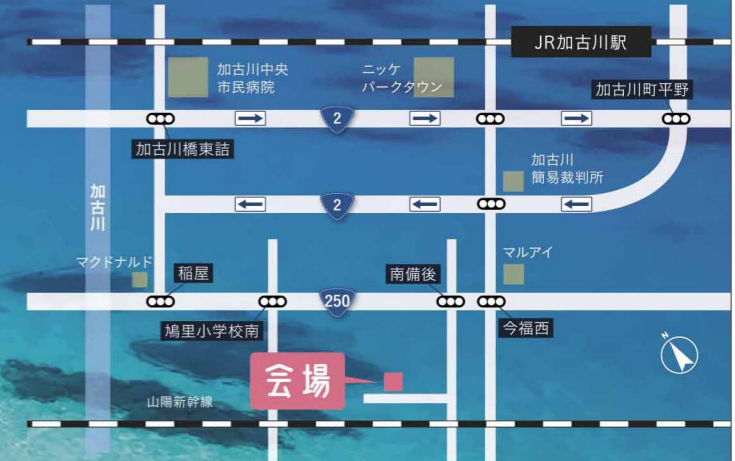 JR加古川駅
加古川中央
市民病院
ニッケ
パークタウン
加古川町平野
2
加古川橋東詰
加古川
簡易裁判所
加古川
2
マクドナルド
稲屋
南備後
マルアイ
250
鳩里小学校南
今福西
N
会場
山陽新幹線